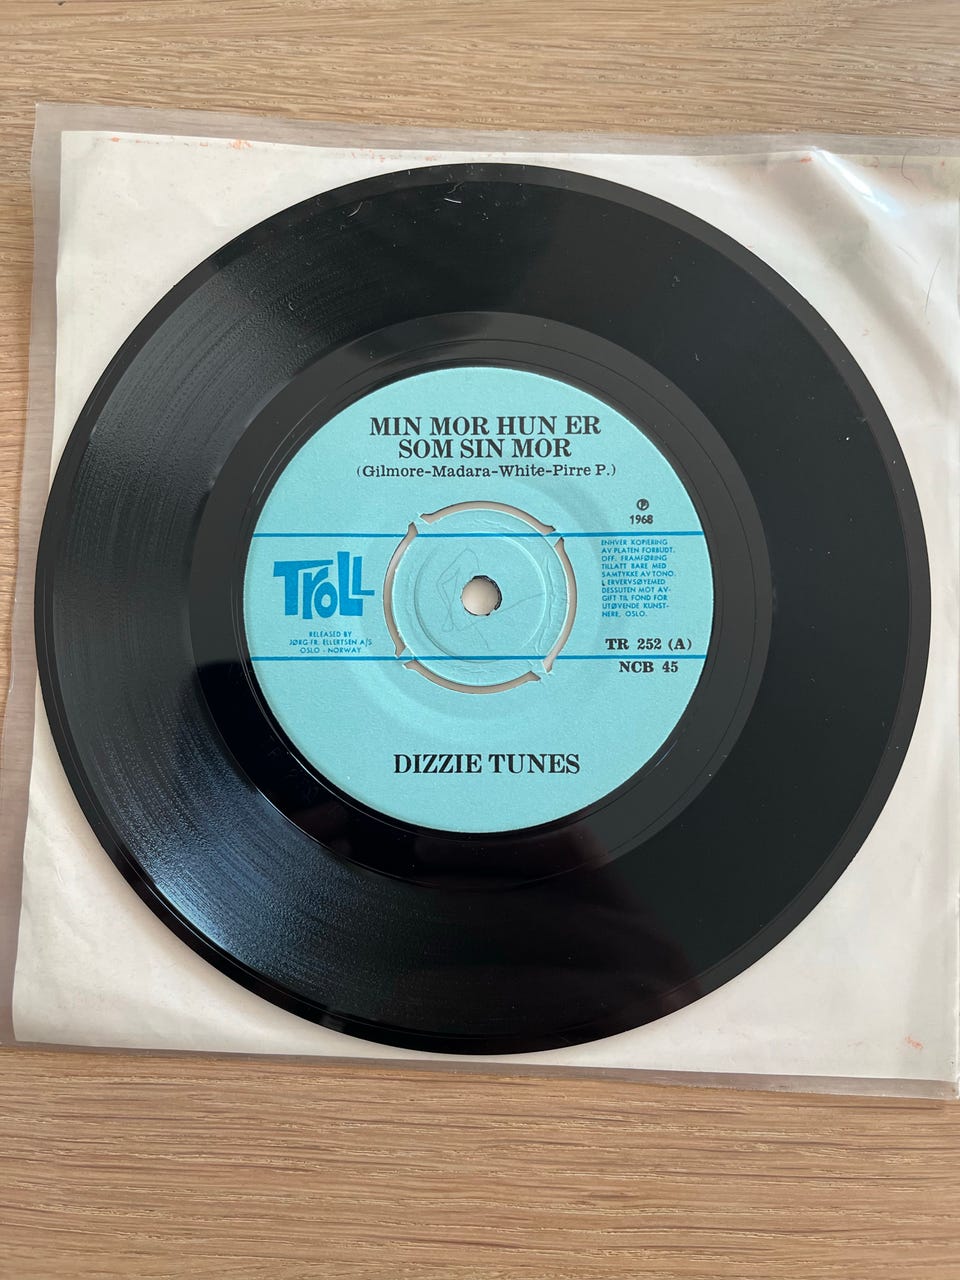 MIN MOR HUN ER
SOM SIN MOR
(Gilmore-Madara-White-Pirre P.)
℗
1968
ENHVER KOPIERING
AV PLATEN FORBUDT.
OFF. FRAMFØRING
TILLATT BARE MED
SAMTYKKE AV TONO.
DESSUTEN MOT AV-
GIFT TIL FOND FOR
UTØVENDE KUNST-
NERE, OSLO.
TROLL
RELEASED BY
JØRG-FR. ELLERTSEN A/S
OSLO - NORWAY
TR 252 (A)
NCB 45
DIZZIE TUNES